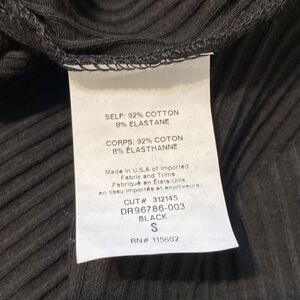 SELF: 92% COTTON
8% ELASTANE
CORPS: 92% COTON
8% ÉLASTHANNE
Made in U.S.A of imported
Fabric and Trims
Fabriqué en États-Unis
en tissu importés et enjoliveurs
CUT# 312145
DR96786-003
BLACK
S
RN# 115602